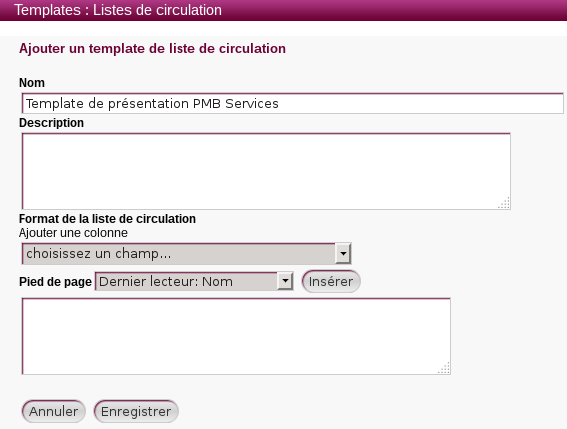 Templates : Listes de circulation
Ajouter un template de liste de circulation
Nom
Template de présentation PMB Services
Description
Format de la liste de circulation
Ajouter une colonne
choisissez un champ...
Pied de page Dernier lecteur: Nom Insérer
Annuler Enregistrer